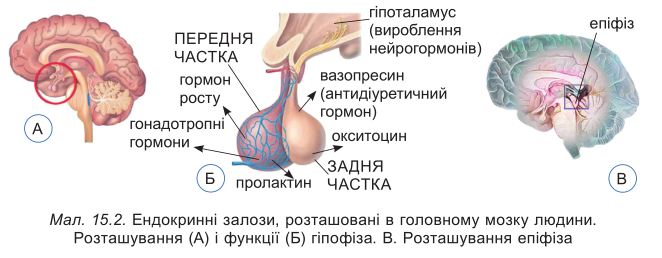 гіпоталамус
(вироблення
нейрогормонів)
ПЕРЕДНЯ
ЧАСТКА
гормон
росту
гонадотропні
гормони
пролактин
вазопресин
(антидіуретичний
гормон)
окситоцин
ЗАДНЯ
ЧАСТКА
епіфіз
А
Б
В
Мал. 15.2. Ендокринні залози, розташовані в головному мозку людини.
Розташування (А) і функції (Б) гіпофіза. В. Розташування епіфіза